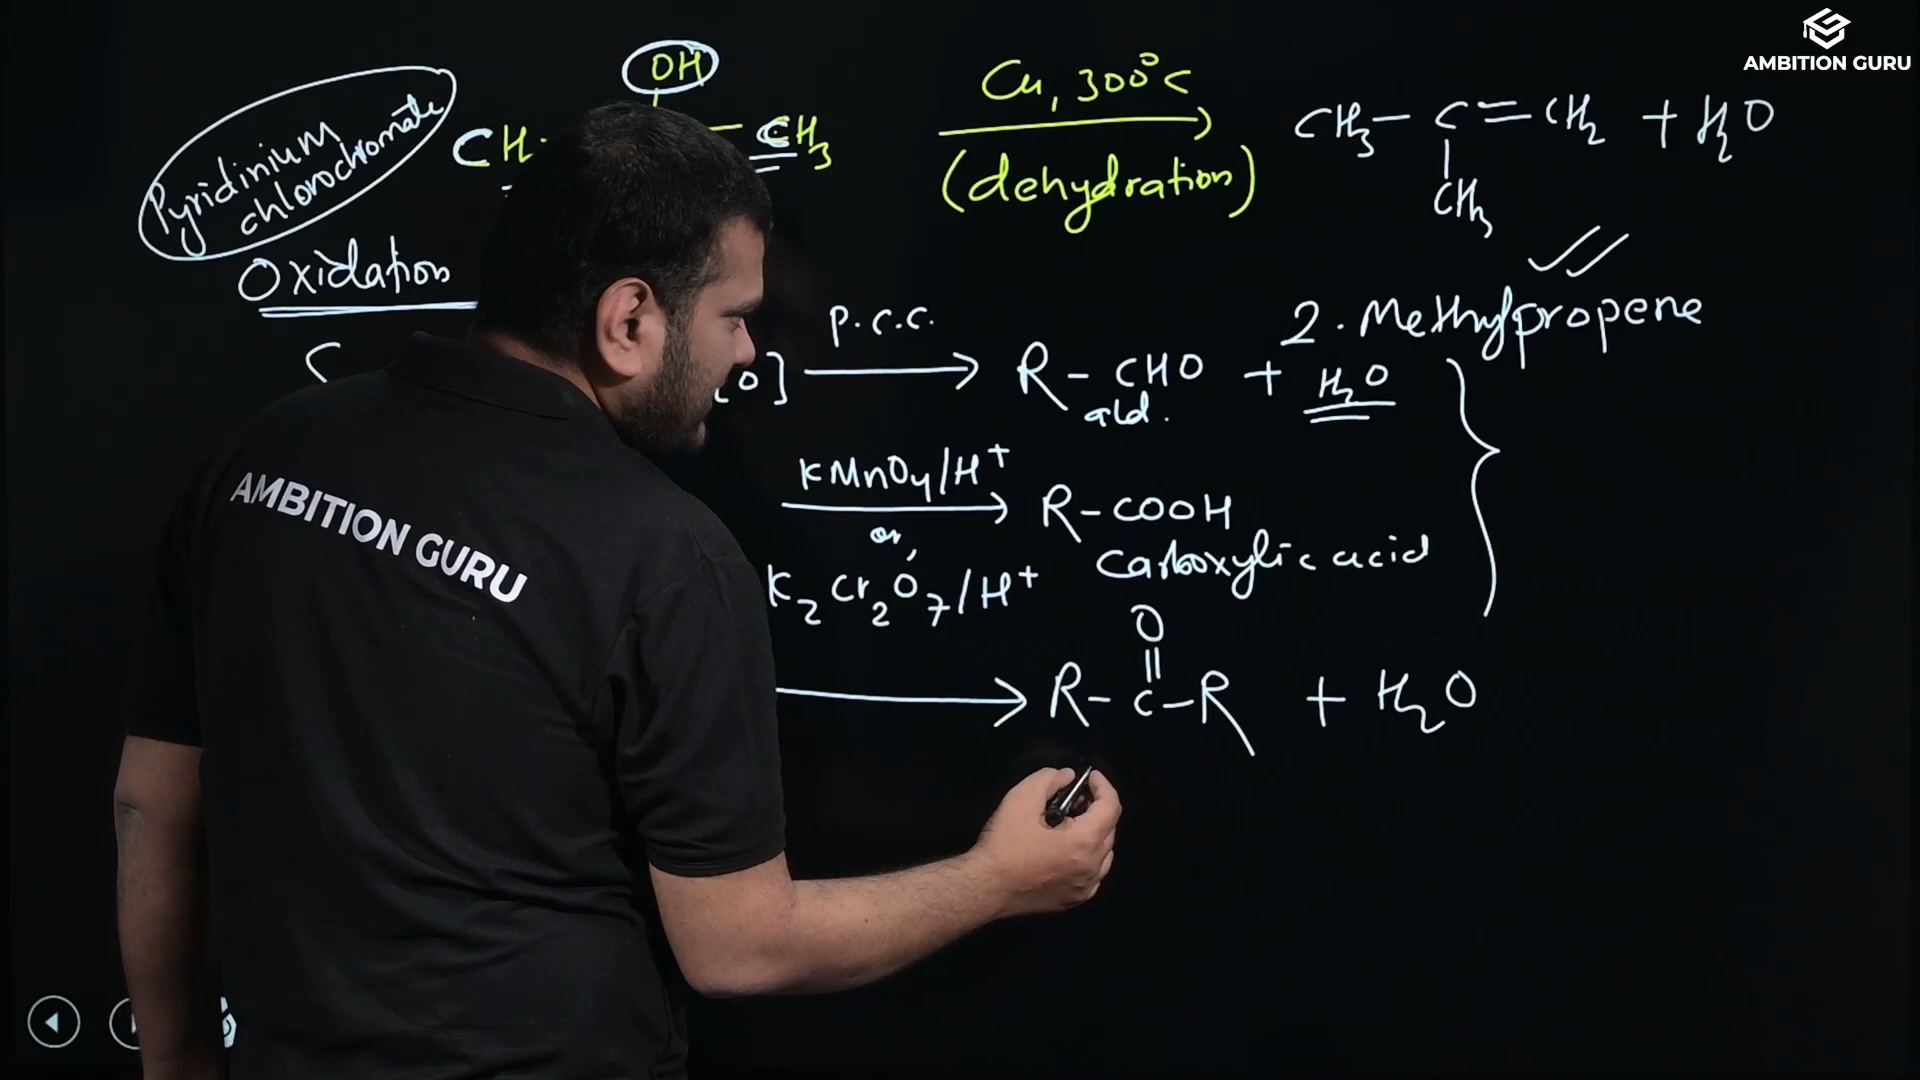 AMBITION GURU
OH
CH CH3
Cu, 300°C
(dehydration)
CH3 - C = CH2 + H2O
CH3
Pyridinium
chlorochromate
Oxidation
2. Methylpropene
[O] P.C.C. R - CHO + H2O
ald.
KMnO4/H+ R - COOH
or,
Carboxylic acid
K2Cr2O7/H+
O
R - C - R + H2O
AMBITION GURU